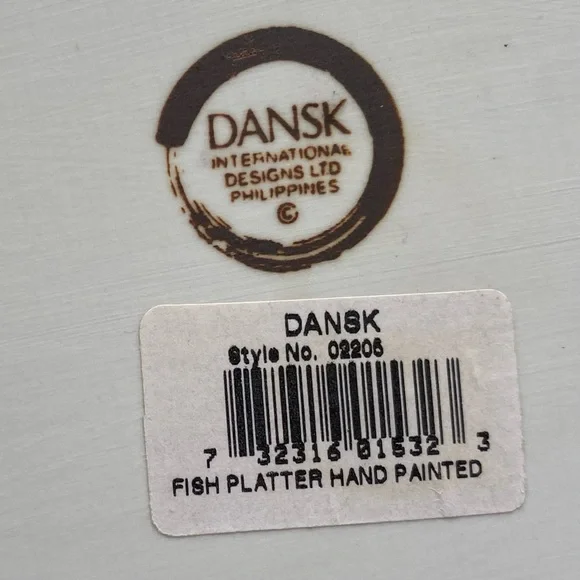 DANSK
INTERNATIONAL
DESIGNS LTD
PHILIPPINES
©
DANSK
Style No. 02205
7 32316 01532 3
FISH PLATTER HAND PAINTED